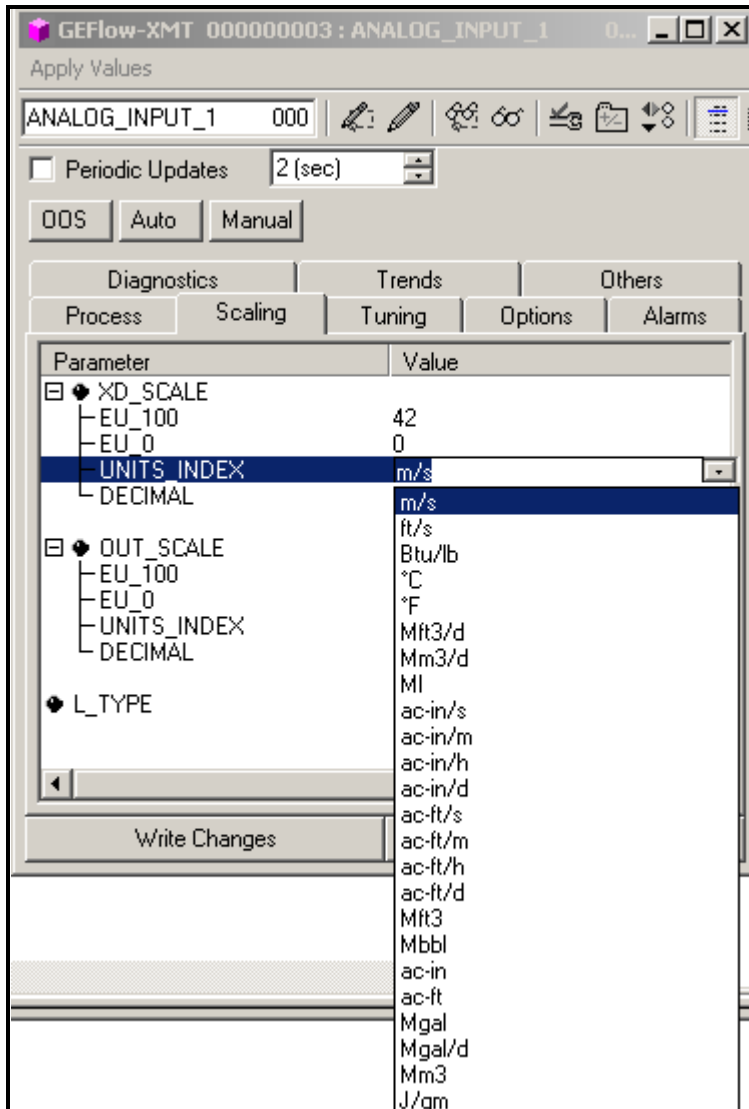 GEFlow-XMT 000000003 : ANALOG_INPUT_1 0...
Apply Values
ANALOG_INPUT_1 000
Periodic Updates 2 (sec)
OOS Auto Manual
Diagnostics Trends Others
Process Scaling Tuning Options Alarms
Parameter Value
XD_SCALE
EU_100 42
EU_0 0
UNITS_INDEX m/s
DECIMAL
OUT_SCALE
EU_100
EU_0
UNITS_INDEX
DECIMAL
L_TYPE
m/s
ft/s
Btu/lb
°C
°F
Mft3/d
Mm3/d
Ml
ac-in/s
ac-in/m
ac-in/h
ac-in/d
ac-ft/s
ac-ft/m
ac-ft/h
ac-ft/d
Mft3
Mbbl
ac-in
ac-ft
Mgal
Mgal/d
Mm3
J/gm
Write Changes